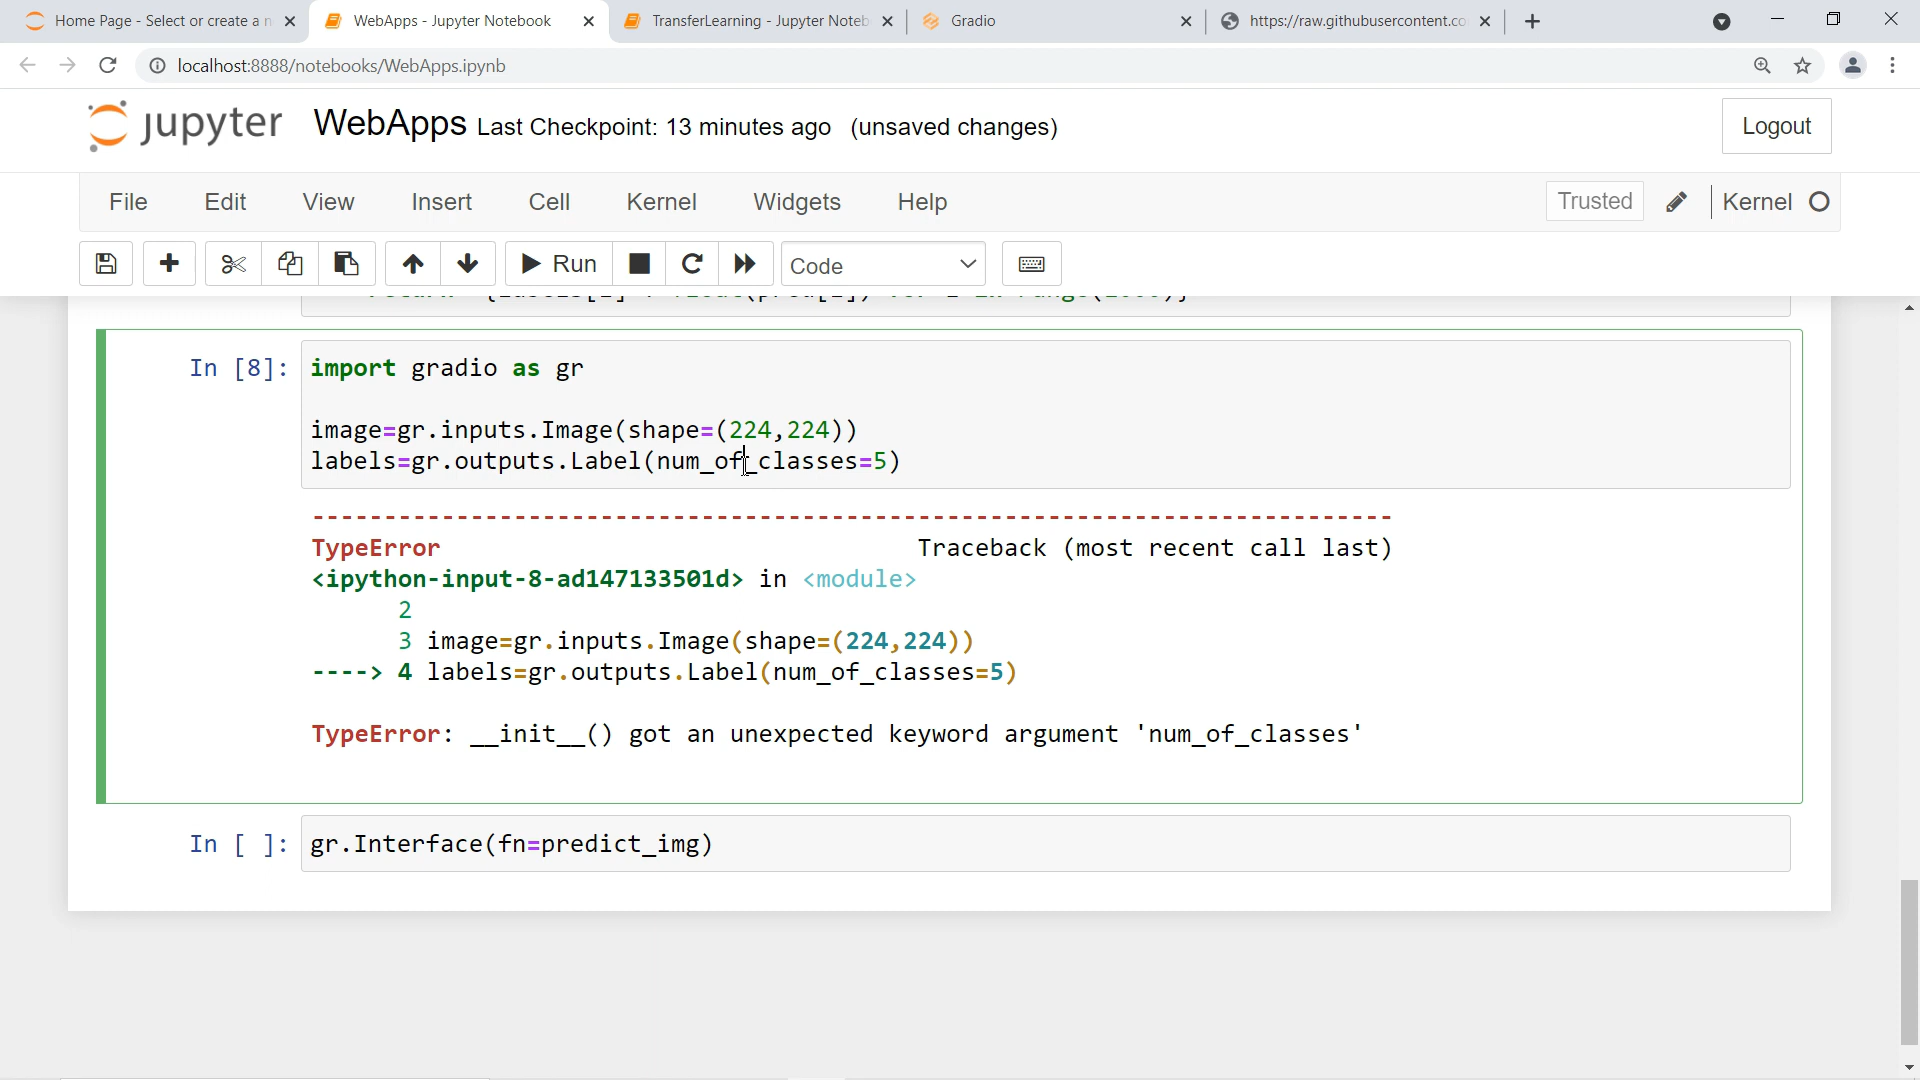 Home Page - Select or create a n
WebApps - Jupyter Notebook
TransferLearning - Jupyter Noteb
Gradio
https://raw.githubusercontent.co
localhost:8888/notebooks/WebApps.ipynb
jupyter WebApps Last Checkpoint: 13 minutes ago (unsaved changes)
Logout
File Edit View Insert Cell Kernel Widgets Help
Trusted
Kernel
Run
Code
In [8]: import gradio as gr
image=gr.inputs.Image(shape=(224,224))
labels=gr.outputs.Label(num_of_classes=5)
---------------------------------------------------------------------------
TypeError Traceback (most recent call last)
<ipython-input-8-ad147133501d> in <module>
2
3 image=gr.inputs.Image(shape=(224,224))
----> 4 labels=gr.outputs.Label(num_of_classes=5)
TypeError: __init__() got an unexpected keyword argument 'num_of_classes'
In [ ]: gr.Interface(fn=predict_img)